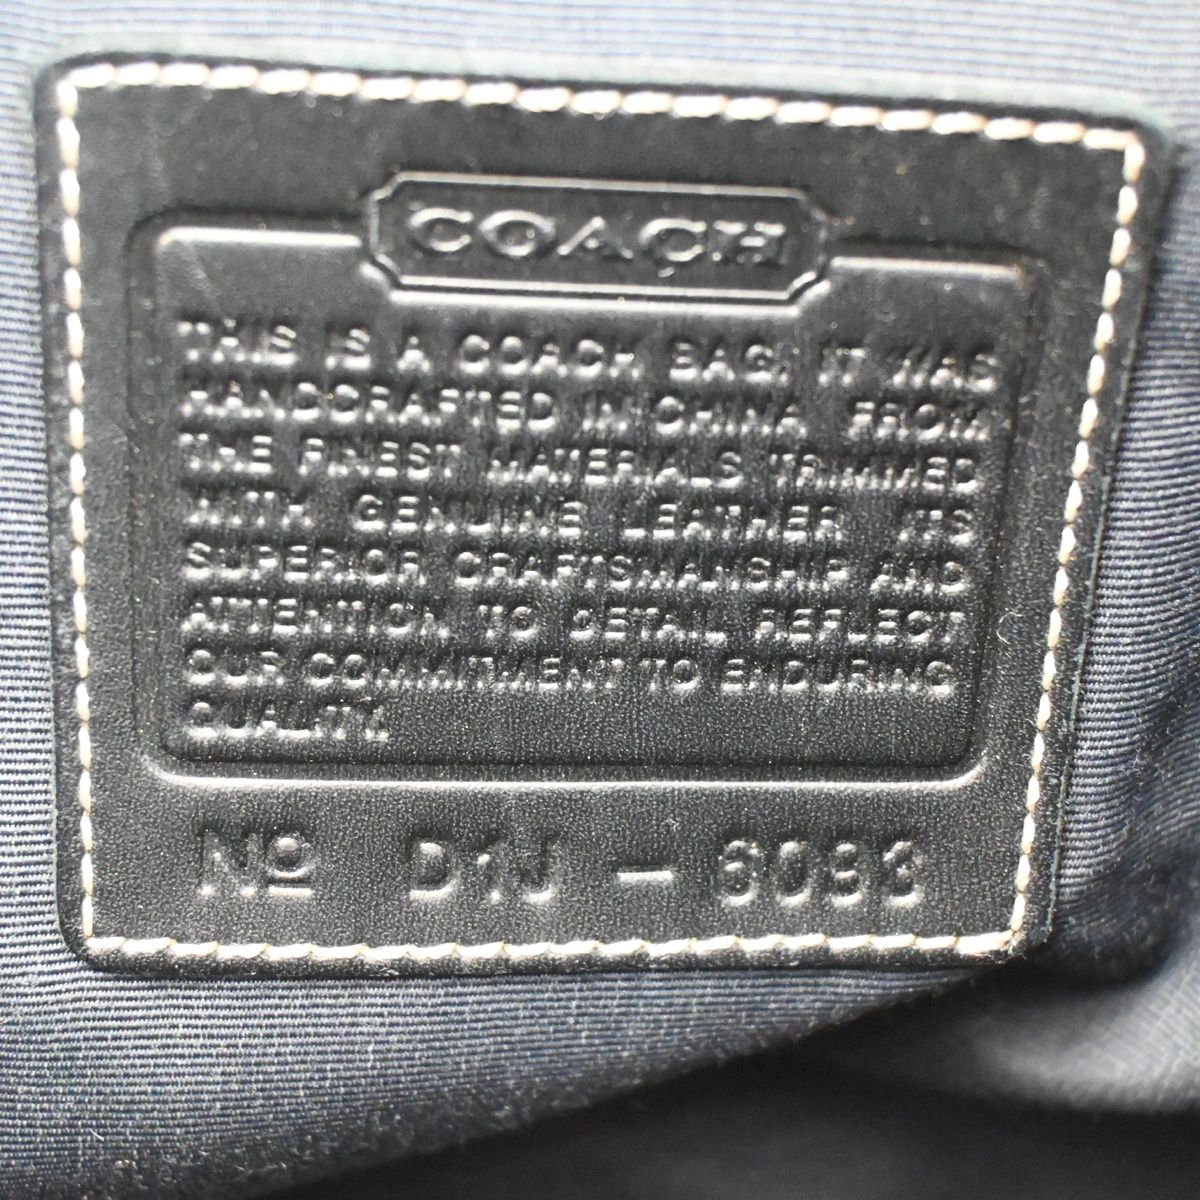 COACH
THIS IS A COACH BAG. IT WAS
HANDCRAFTED IN CHINA FROM
THE FINEST MATERIALS TRIMMED
WITH GENUINE LEATHER. ITS
SUPERIOR CRAFTSMANSHIP AND
ATTENTION TO DETAIL REFLECT
OUR COMMITMENT TO ENDURING
QUALITY.
Nº D1J - 6093